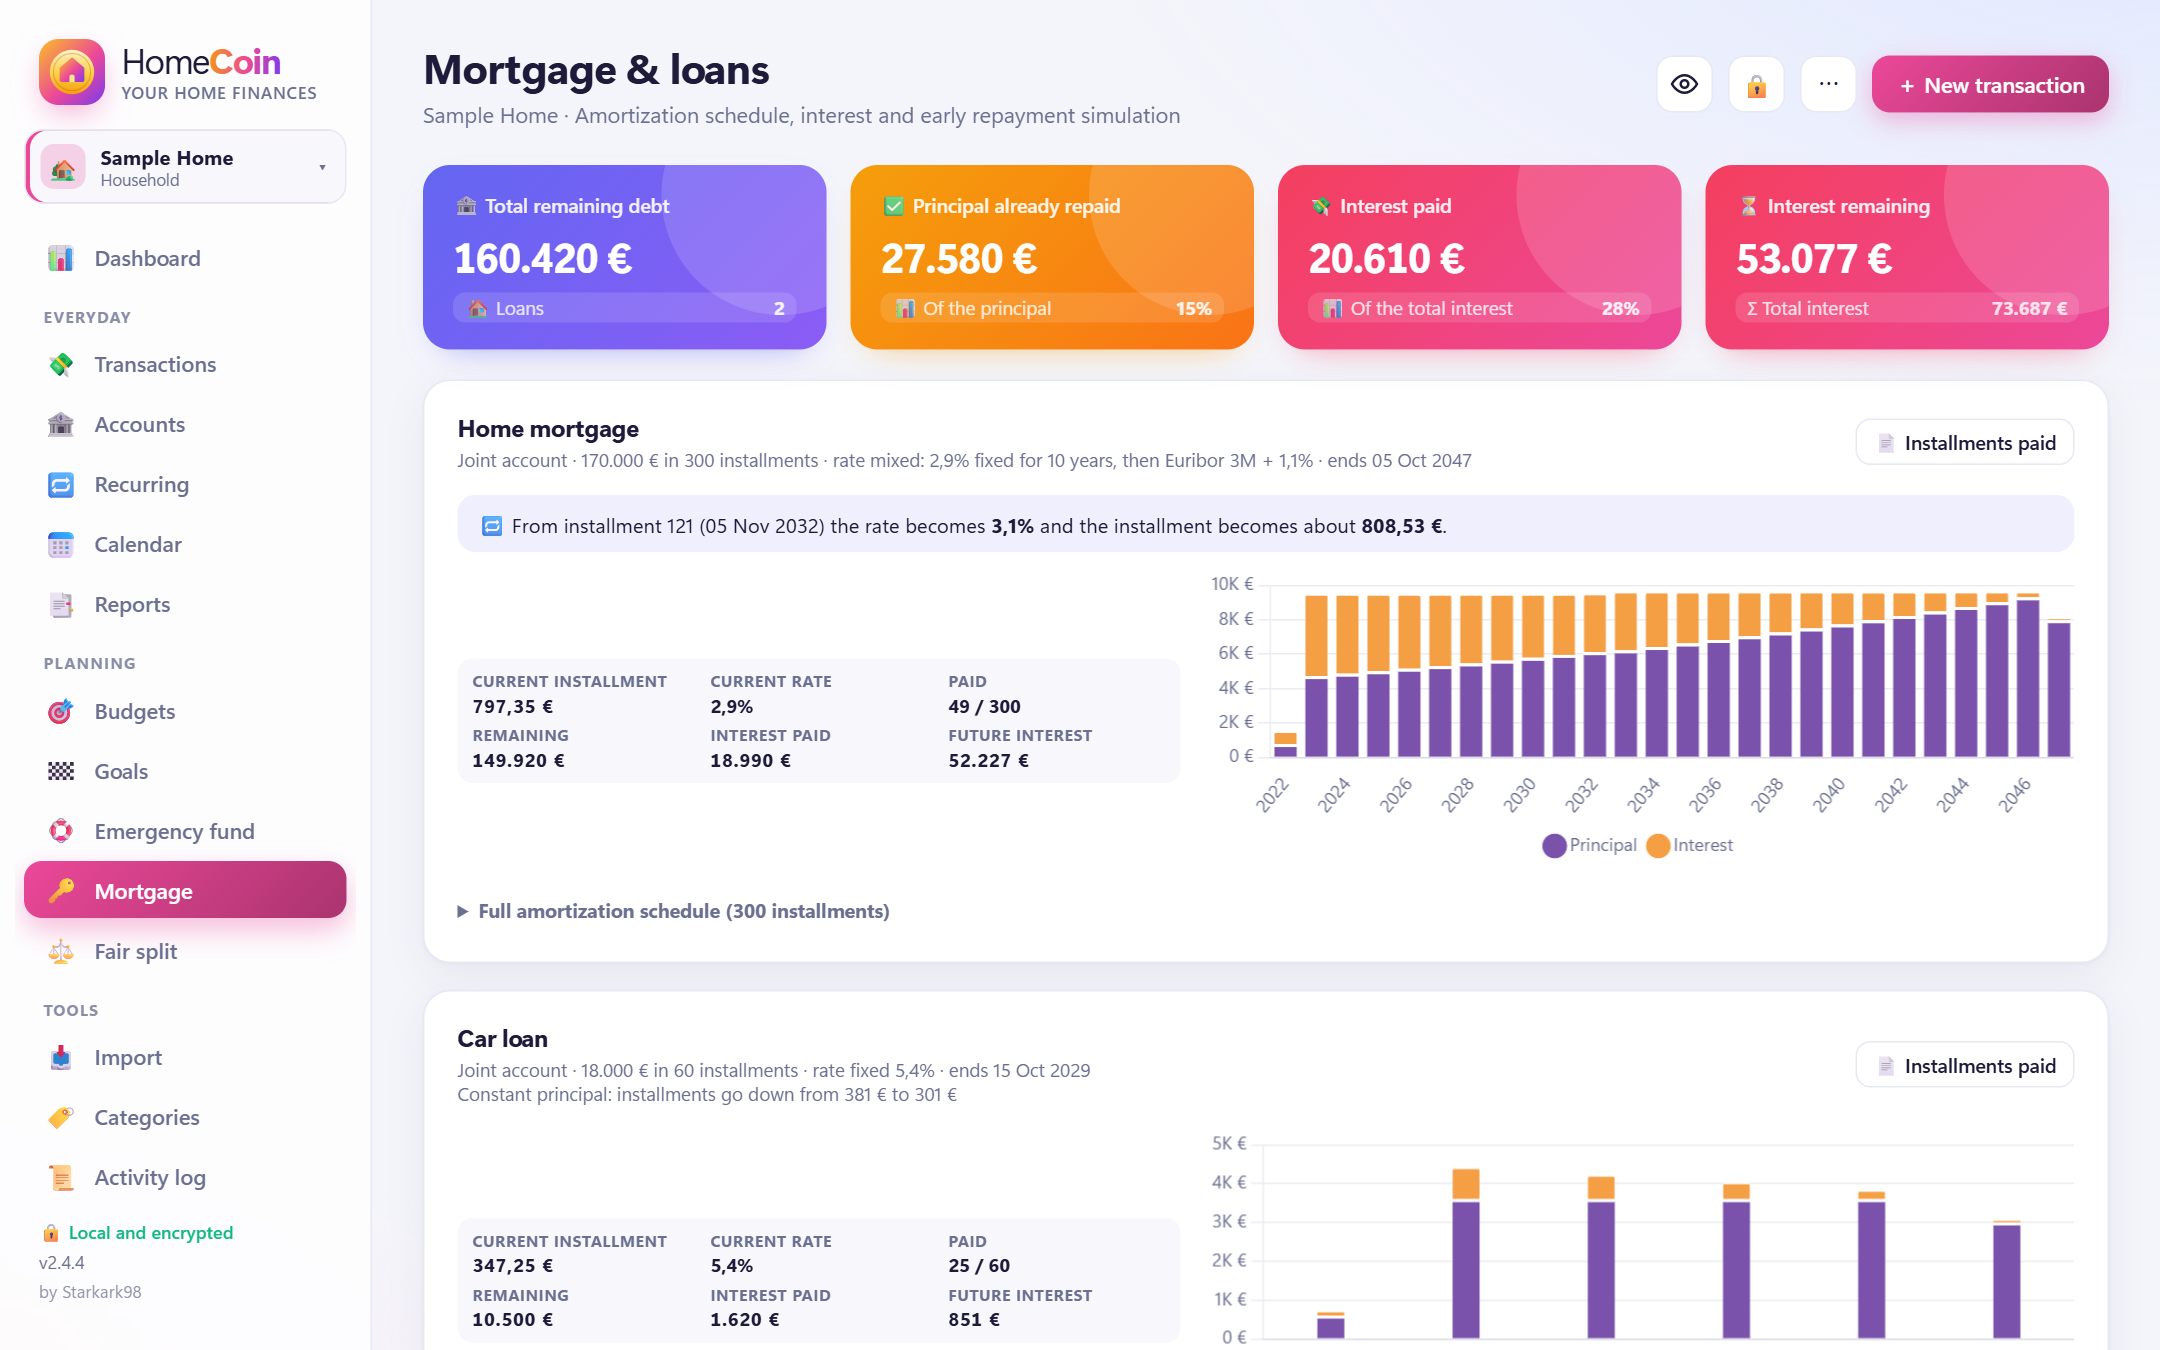 HomeCoin
YOUR HOME FINANCES
Sample Home
Household
Dashboard
EVERYDAY
Transactions
Accounts
Recurring
Calendar
Reports
PLANNING
Budgets
Goals
Emergency fund
Mortgage
Fair split
TOOLS
Import
Categories
Activity log
Local and encrypted
v2.4.4
by Starkark98
Mortgage & loans
Sample Home · Amortization schedule, interest and early repayment simulation
+ New transaction
Total remaining debt
160.420 €
Loans 2
Principal already repaid
27.580 €
Of the principal 15%
Interest paid
20.610 €
Of the total interest 28%
Interest remaining
53.077 €
Σ Total interest 73.687 €
Home mortgage
Joint account · 170.000 € in 300 installments · rate mixed: 2,9% fixed for 10 years, then Euribor 3M + 1,1% · ends 05 Oct 2047
Installments paid
From installment 121 (05 Nov 2032) the rate becomes 3,1% and the installment becomes about 808,53 €.
CURRENT INSTALLMENT CURRENT RATE PAID
797,35 € 2,9% 49 / 300
REMAINING INTEREST PAID FUTURE INTEREST
149.920 € 18.990 € 52.227 €
10K €
8K €
6K €
4K €
2K €
0 €
2022 2024 2026 2028 2030 2032 2034 2036 2038 2040 2042 2044 2046
Principal Interest
Full amortization schedule (300 installments)
Car loan
Joint account · 18.000 € in 60 installments · rate fixed 5,4% · ends 15 Oct 2029
Constant principal: installments go down from 381 € to 301 €
Installments paid
CURRENT INSTALLMENT CURRENT RATE PAID
347,25 € 5,4% 25 / 60
REMAINING INTEREST PAID FUTURE INTEREST
10.500 € 1.620 € 851 €
5K €
4K €
3K €
2K €
1K €
0 €